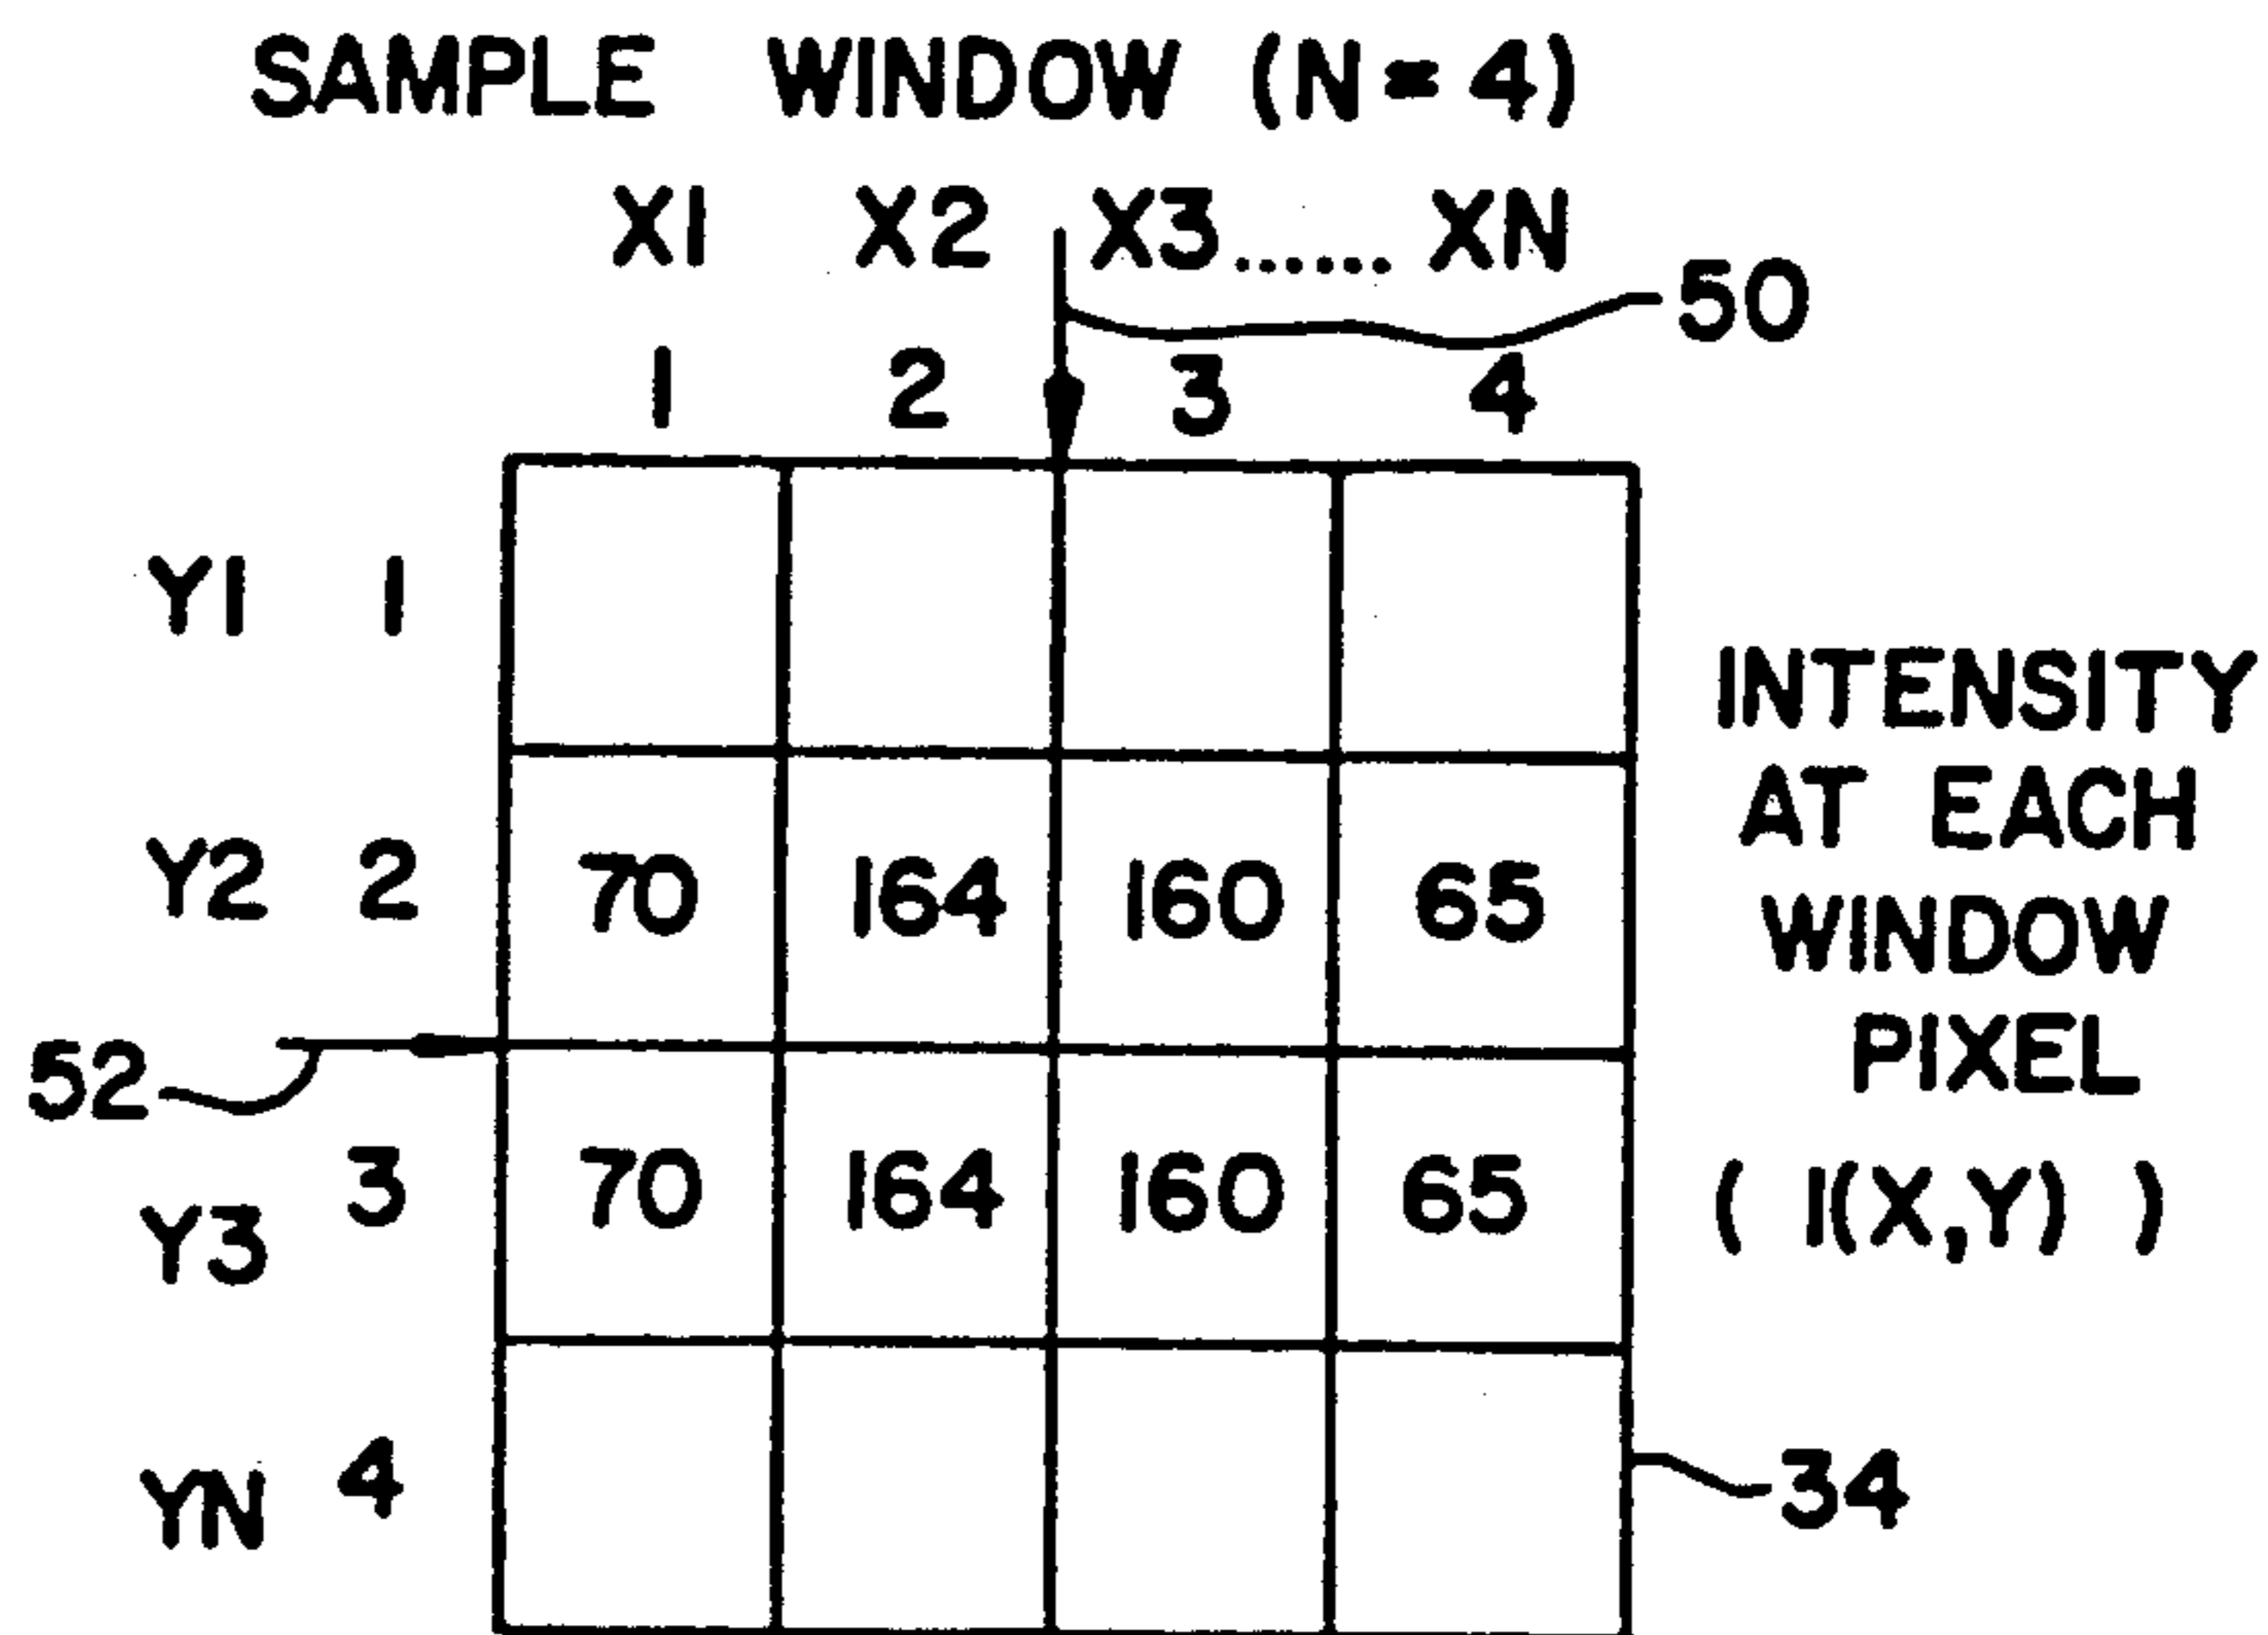 SAMPLE WINDOW (N = 4)
X1 X2 X3...... XN
50
1 2 3 4
Y1 1
Y2 2 70 164 160 65
52
Y3 3 70 164 160 65
YN 4
INTENSITY
AT EACH
WINDOW
PIXEL
( I(X,Y) )
34